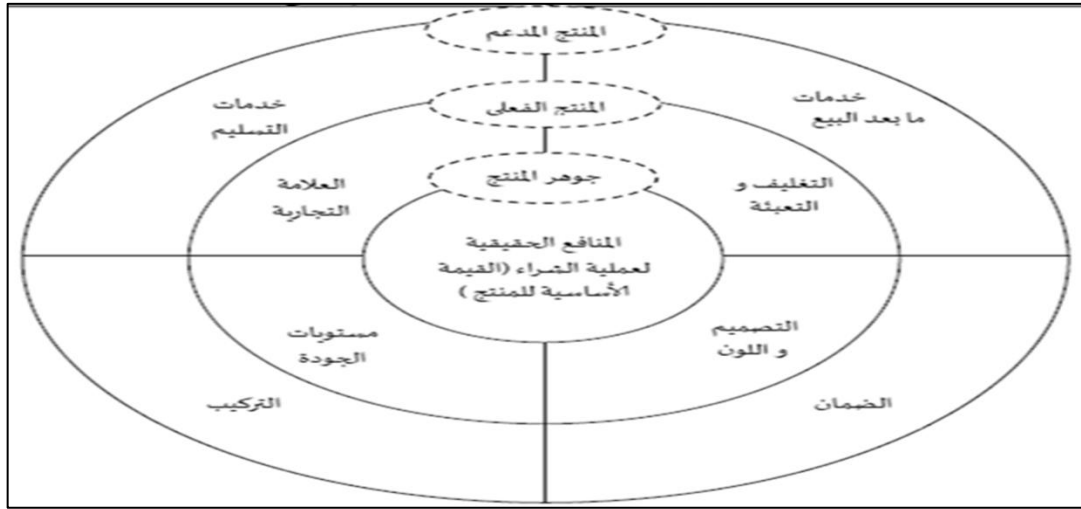 المنتج المدعم
خدمات
ما بعد البيع
خدمات
التسليم
المنتج الفعلى
التغليف و
التعبئة
العلامة
التجارية
جوهر المنتج
المنافع الحقيقية
لعملية الشراء (القيمة
الأساسية للمنتج )
التصميم
و اللون
مستويات
الجودة
الضمان
التركيب